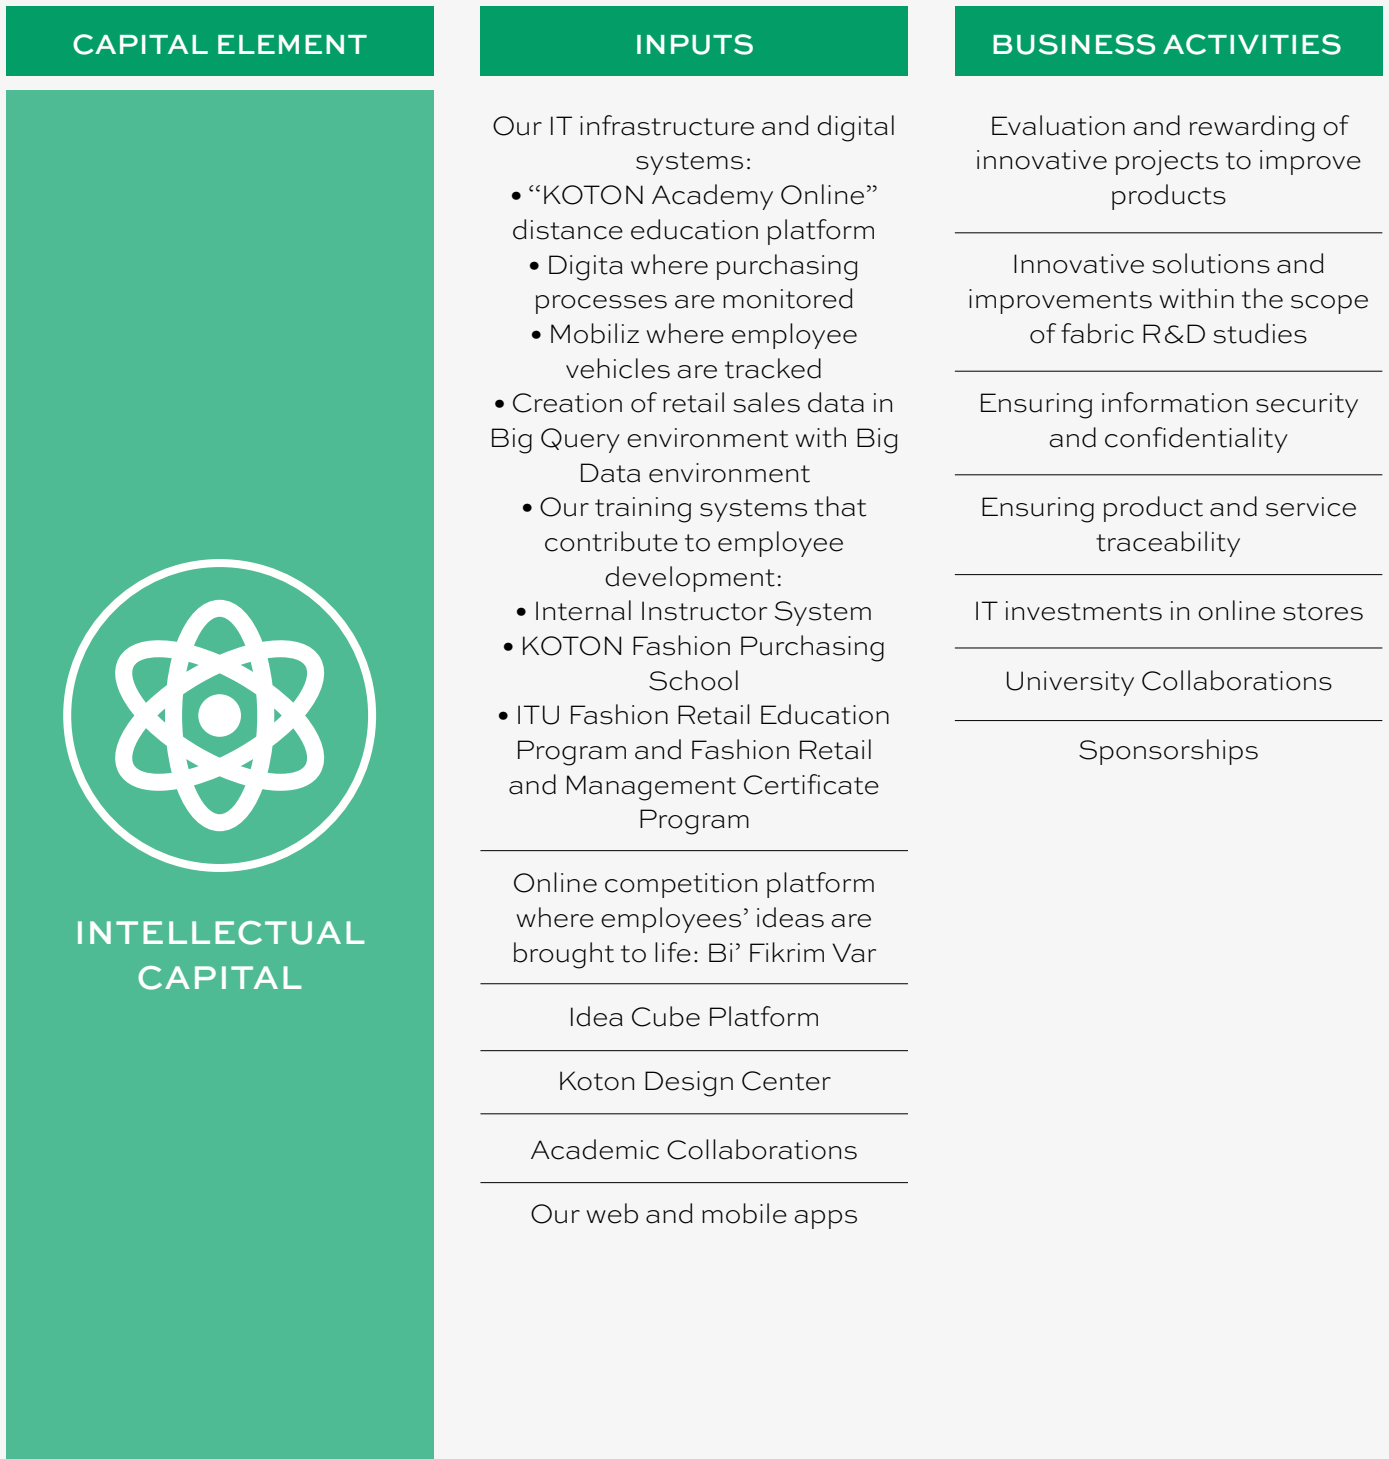 CAPITAL ELEMENT
INTELLECTUAL
CAPITAL
INPUTS
Our IT infrastructure and digital
systems:
• “KOTON Academy Online”
distance education platform
• Digita where purchasing
processes are monitored
• Mobiliz where employee
vehicles are tracked
• Creation of retail sales data in
Big Query environment with Big
Data environment
• Our training systems that
contribute to employee
development:
• Internal Instructor System
• KOTON Fashion Purchasing
School
• ITU Fashion Retail Education
Program and Fashion Retail
and Management Certificate
Program
Online competition platform
where employees’ ideas are
brought to life: Bi’ Fikrim Var
Idea Cube Platform
Koton Design Center
Academic Collaborations
Our web and mobile apps
BUSINESS ACTIVITIES
Evaluation and rewarding of
innovative projects to improve
products
Innovative solutions and
improvements within the scope
of fabric R&D studies
Ensuring information security
and confidentiality
Ensuring product and service
traceability
IT investments in online stores
University Collaborations
Sponsorships